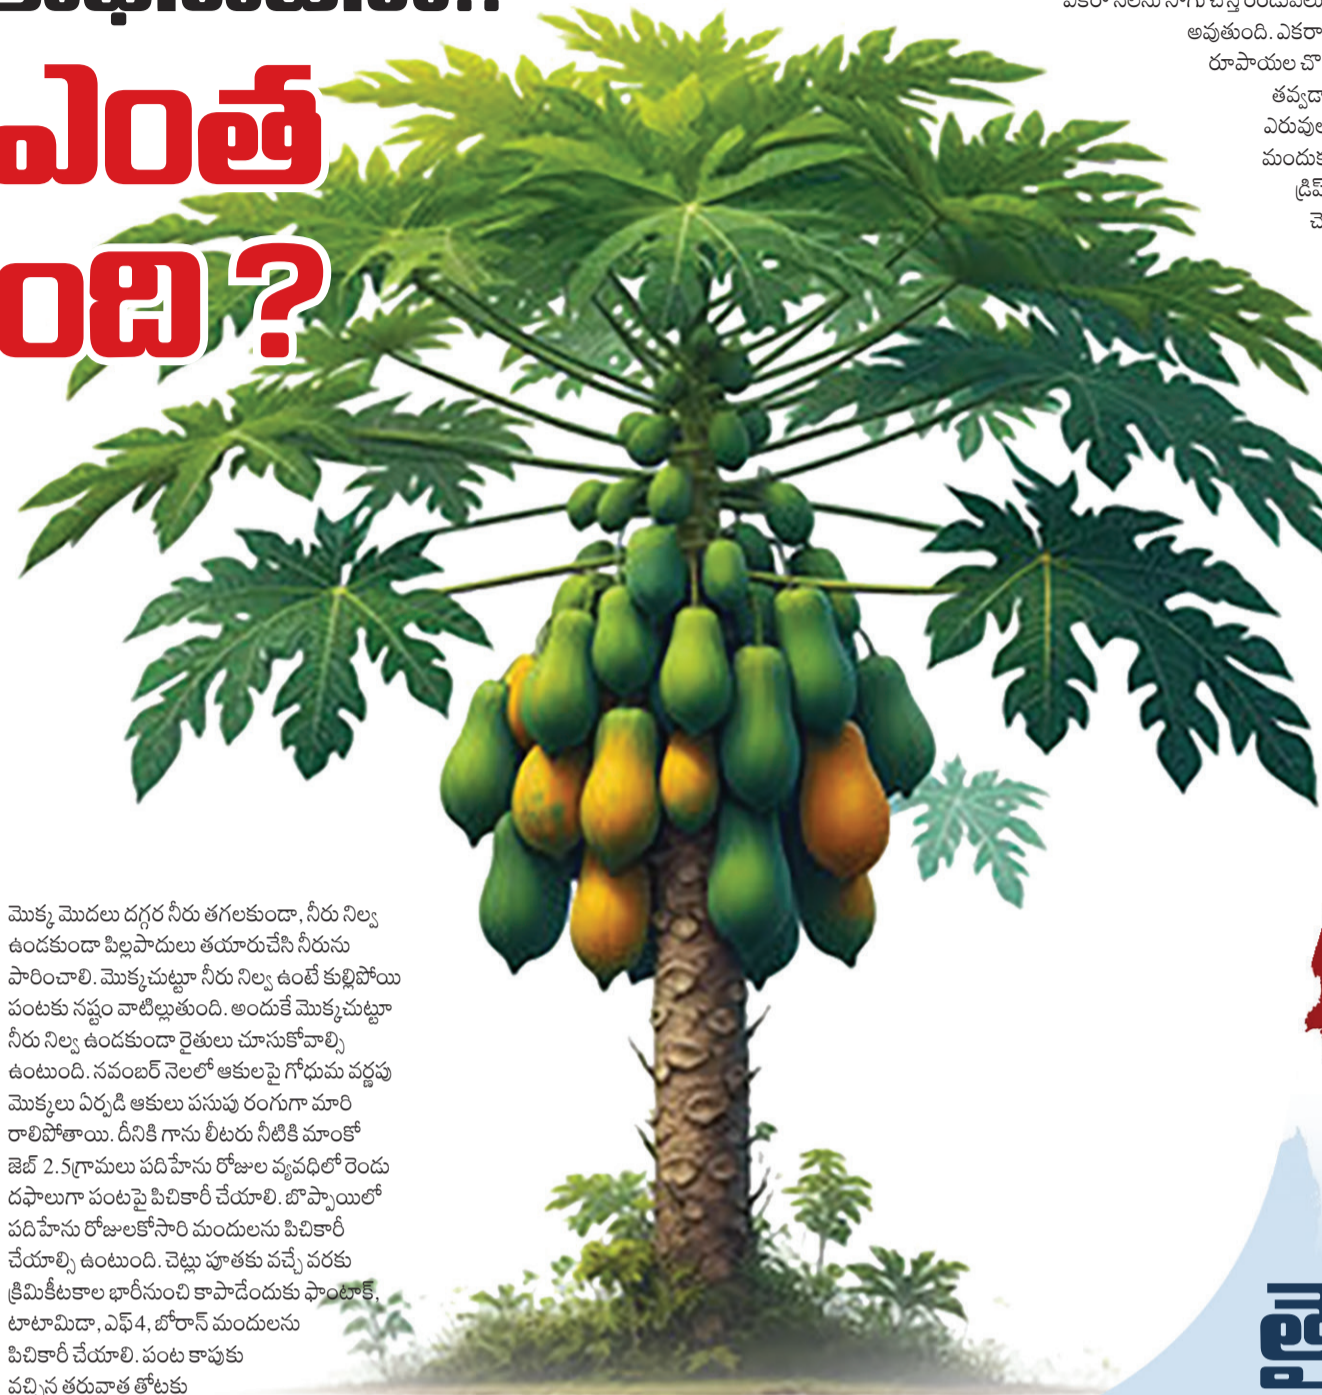 ఎంత
ంది ?
అవుతుంది. ఎకరా
రూపాయల చొ
తవ్వడా
ఎరువుల
మందుక
డ్రిప్
చె
మొక్క మొదలు దగ్గర నీరు తగలకుండా, నీరు నిల్వ
ఉండకుండా పిల్లపాదులు తయారుచేసి నీరును
పారించాలి. మొక్కచుట్టూ నీరు నిల్వ ఉంటే కుల్లిపోయి
పంటకు నష్టం వాటిల్లుతుంది. అందుకే మొక్కచుట్టూ
నీరు నిల్వ ఉండకుండా రైతులు చూసుకోవాల్సి
ఉంటుంది. నవంబర్ నెలలో ఆకులపై గోధుమ వర్ణపు
మొక్కలు ఏర్పడి ఆకులు పసుపు రంగుగా మారి
రాలిపోతాయి. దీనికి గాను లీటరు నీటికి మాంకో
జెబ్ 2.5గ్రామలు పదిహేను రోజుల వ్యవధిలో రెండు
దఫాలుగా పంటపై పిచికారీ చేయాలి. బొప్పాయిలో
పదిహేను రోజులకోసారి మందులను పిచికారీ
చేయాల్సి ఉంటుంది. చెట్లు పూతకు వచ్చే వరకు
క్రిమికీటకాల భారీనుంచి కాపాడేందుకు ఫాంటాక్,
టాటామిడా, ఎఫ్4, బోరాన్ మందులను
పిచికారీ చేయాలి. పంట కాపుకు
వచ్చిన తరువాత తోటకు